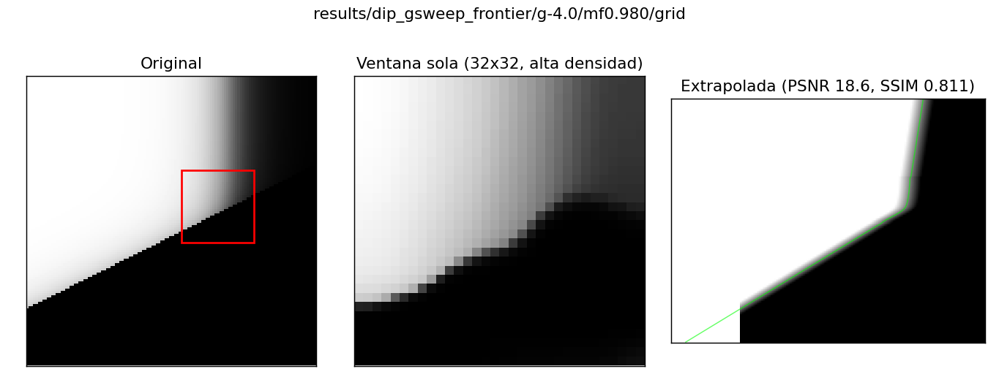 results/dip_gsweep_frontier/g-4.0/mf0.980/grid
Original
Ventana sola (32x32, alta densidad)
Extrapolada (PSNR 18.6, SSIM 0.811)